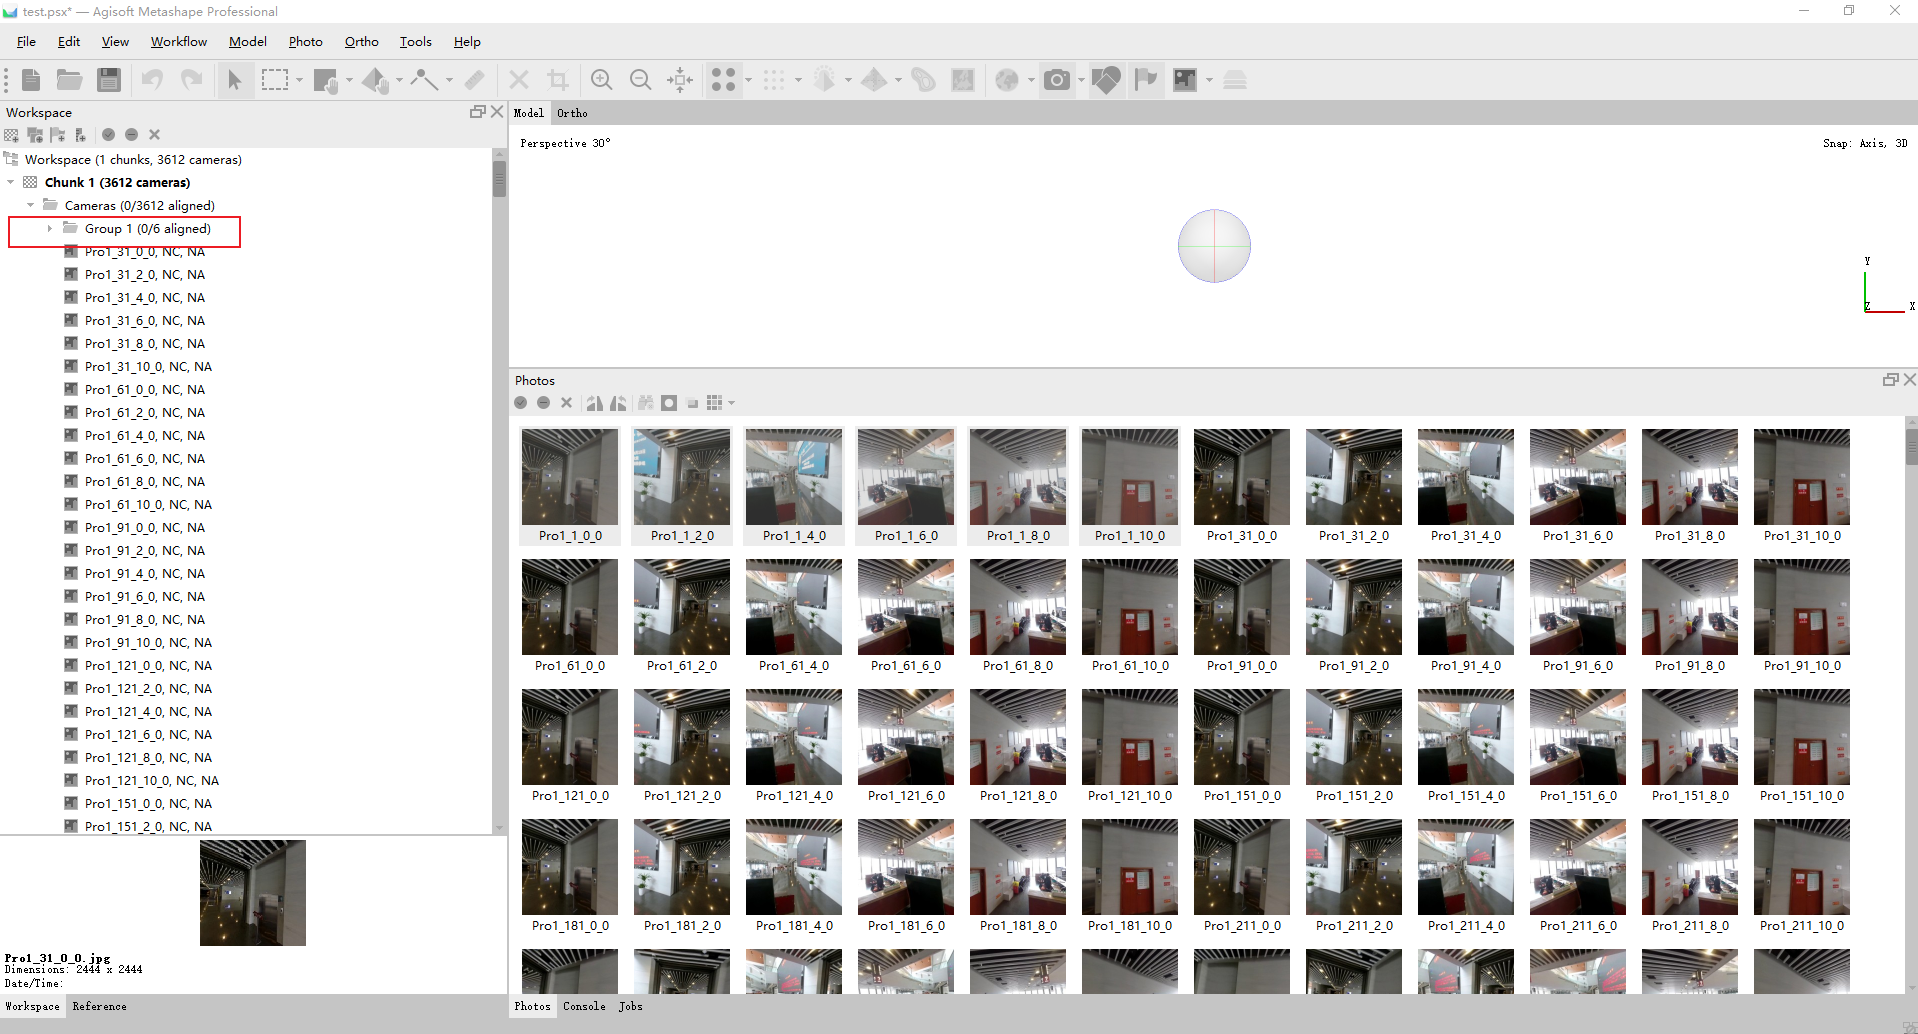 test.psx* — Agisoft Metashape Professional
File Edit View Workflow Model Photo Ortho Tools Help
Workspace
Workspace (1 chunks, 3612 cameras)
Chunk 1 (3612 cameras)
Cameras (0/3612 aligned)
Group 1 (0/6 aligned)
Pro1_31_0_0, NC, NA
Pro1_31_2_0, NC, NA
Pro1_31_4_0, NC, NA
Pro1_31_6_0, NC, NA
Pro1_31_8_0, NC, NA
Pro1_31_10_0, NC, NA
Pro1_61_0_0, NC, NA
Pro1_61_2_0, NC, NA
Pro1_61_4_0, NC, NA
Pro1_61_6_0, NC, NA
Pro1_61_8_0, NC, NA
Pro1_61_10_0, NC, NA
Pro1_91_0_0, NC, NA
Pro1_91_2_0, NC, NA
Pro1_91_4_0, NC, NA
Pro1_91_6_0, NC, NA
Pro1_91_8_0, NC, NA
Pro1_91_10_0, NC, NA
Pro1_121_0_0, NC, NA
Pro1_121_2_0, NC, NA
Pro1_121_4_0, NC, NA
Pro1_121_6_0, NC, NA
Pro1_121_8_0, NC, NA
Pro1_121_10_0, NC, NA
Pro1_151_0_0, NC, NA
Pro1_151_2_0, NC, NA
Pro1_31_0_0.jpg
Dimensions: 2444 x 2444
Date/Time:
Workspace Reference
Model Ortho
Perspective 30°
Snap: Axis, 3D
Y
Z
X
Photos
Pro1_1_0_0 Pro1_1_2_0 Pro1_1_4_0 Pro1_1_6_0 Pro1_1_8_0 Pro1_1_10_0 Pro1_31_0_0 Pro1_31_2_0 Pro1_31_4_0 Pro1_31_6_0 Pro1_31_8_0 Pro1_31_10_0
Pro1_61_0_0 Pro1_61_2_0 Pro1_61_4_0 Pro1_61_6_0 Pro1_61_8_0 Pro1_61_10_0 Pro1_91_0_0 Pro1_91_2_0 Pro1_91_4_0 Pro1_91_6_0 Pro1_91_8_0 Pro1_91_10_0
Pro1_121_0_0 Pro1_121_2_0 Pro1_121_4_0 Pro1_121_6_0 Pro1_121_8_0 Pro1_121_10_0 Pro1_151_0_0 Pro1_151_2_0 Pro1_151_4_0 Pro1_151_6_0 Pro1_151_8_0 Pro1_151_10_0
Pro1_181_0_0 Pro1_181_2_0 Pro1_181_4_0 Pro1_181_6_0 Pro1_181_8_0 Pro1_181_10_0 Pro1_211_0_0 Pro1_211_2_0 Pro1_211_4_0 Pro1_211_6_0 Pro1_211_8_0 Pro1_211_10_0
Photos Console Jobs